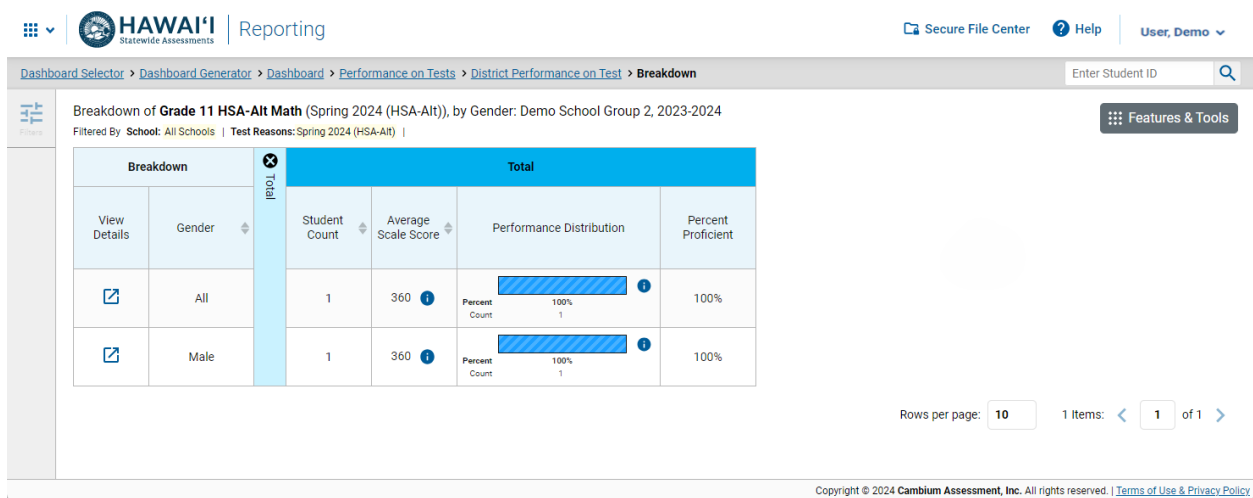 HAWAIʻI
Statewide Assessments
Reporting
Secure File Center
Help
User, Demo
Dashboard Selector > Dashboard Generator > Dashboard > Performance on Tests > District Performance on Test > Breakdown
Enter Student ID
Filters
Breakdown of Grade 11 HSA-Alt Math (Spring 2024 (HSA-Alt)), by Gender: Demo School Group 2, 2023-2024
Filtered By School: All Schools | Test Reasons: Spring 2024 (HSA-Alt) |
Features & Tools
Breakdown
Total
Total
View Details
Gender
Student Count
Average Scale Score
Performance Distribution
Percent Proficient
All
1
360
Percent 100%
Count 1
100%
Male
1
360
Percent 100%
Count 1
100%
Rows per page: 10
1 Items: 1 of 1
Copyright © 2024 Cambium Assessment, Inc. All rights reserved. | Terms of Use & Privacy Policy